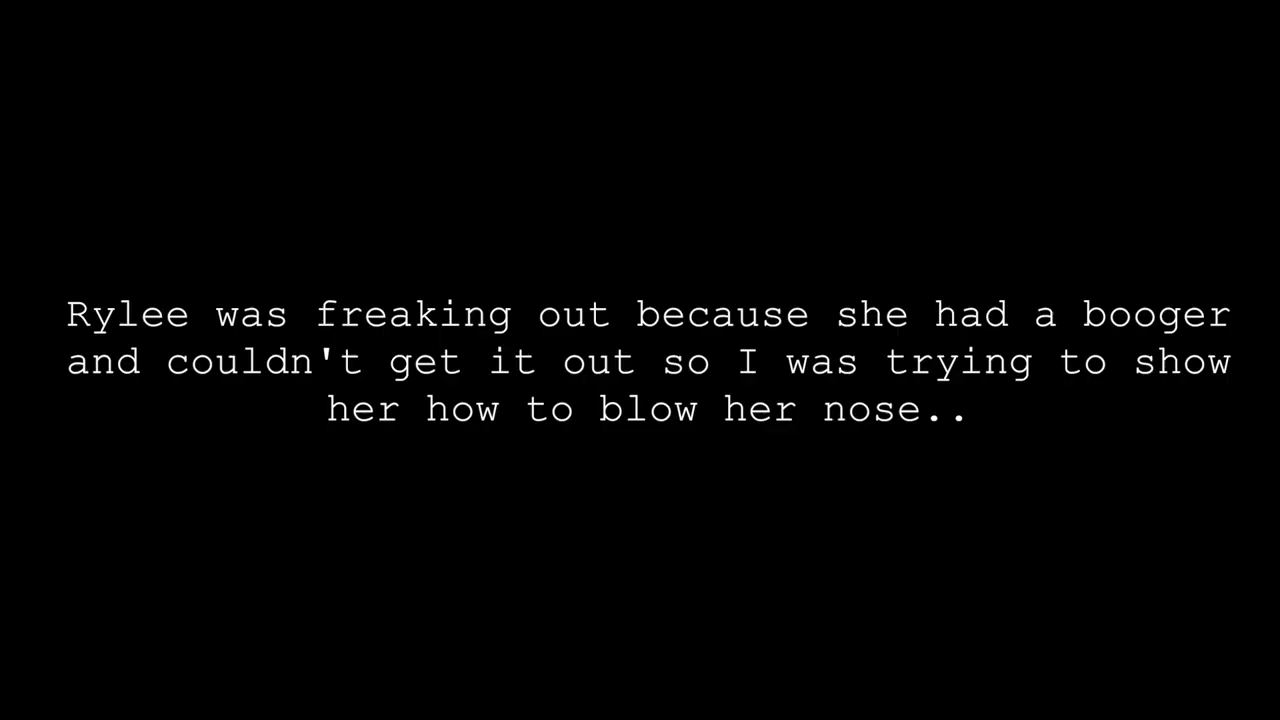 Rylee was freaking out because she had a booger
and couldn't get it out so I was trying to show
her how to blow her nose..